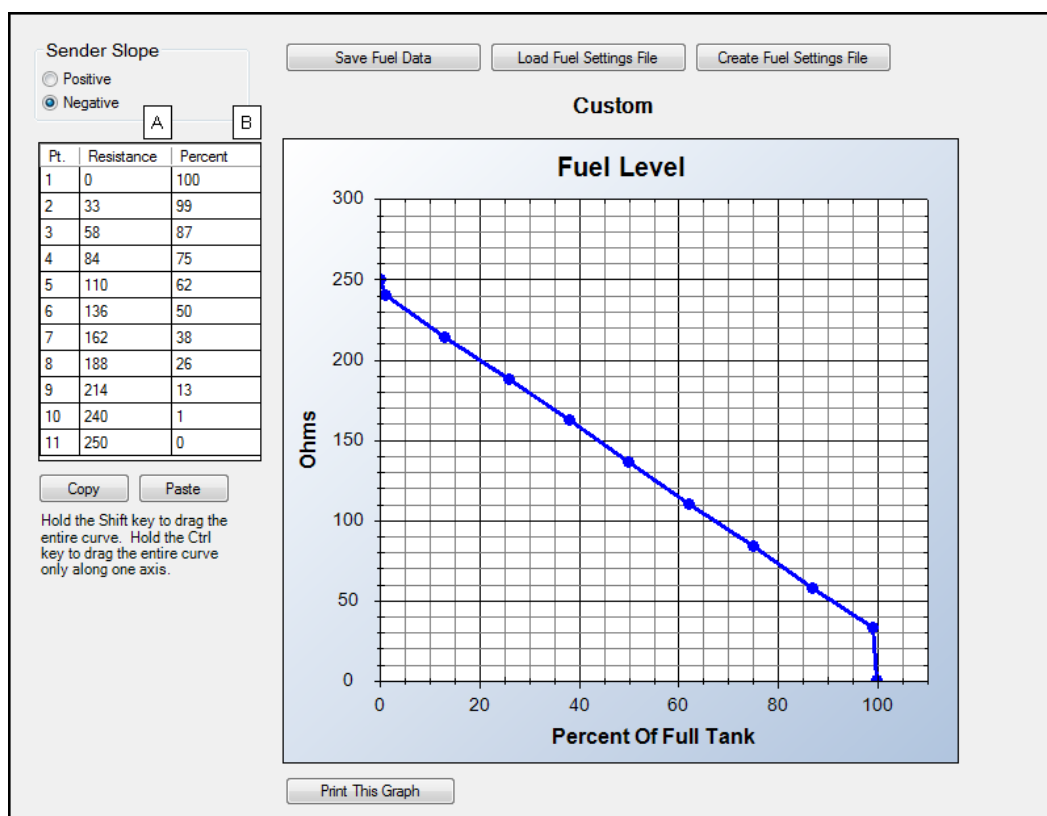 Sender Slope
Positive
Negative
A
B
Pt. Resistance Percent
1 0 100
2 33 99
3 58 87
4 84 75
5 110 62
6 136 50
7 162 38
8 188 26
9 214 13
10 240 1
11 250 0
Copy Paste
Hold the Shift key to drag the
entire curve. Hold the Ctrl
key to drag the entire curve
only along one axis.
Save Fuel Data Load Fuel Settings File Create Fuel Settings File
Custom
Fuel Level
300
250
200
150
100
50
0
Ohms
0 20 40 60 80 100
Percent Of Full Tank
Print This Graph